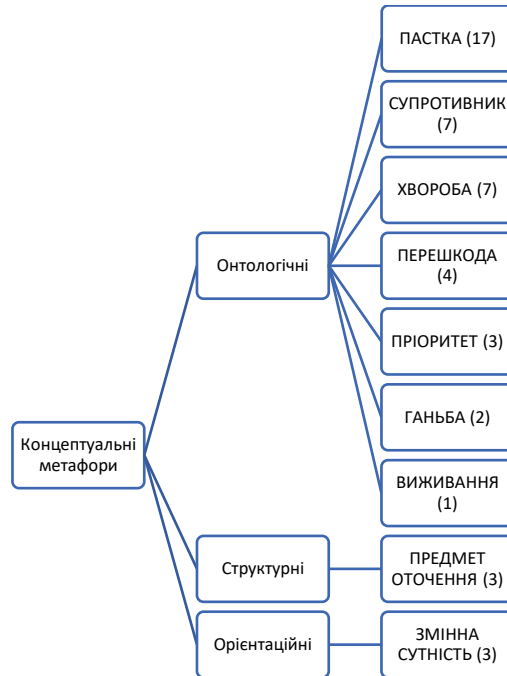 ПАСТКА (17)
СУПРОТИВНИК
(7)
ХВОРОБА (7)
ПЕРЕШКОДА
(4)
ПРІОРИТЕТ (3)
ГАНЬБА (2)
ВИЖИВАННЯ
(1)
Онтологічні
Концептуальні
метафори
Структурні
ПРЕДМЕТ
ОТОЧЕННЯ (3)
Орієнтаційні
ЗМІННА
СУТНІСТЬ (3)